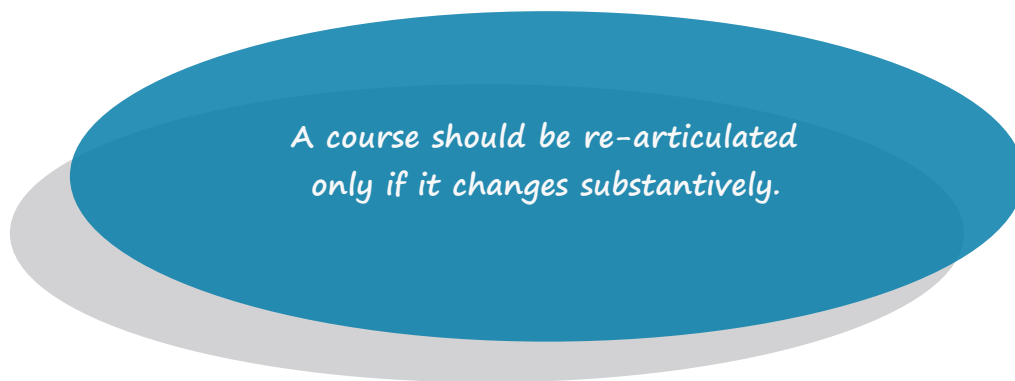 A course should be re-articulated
only if it changes substantively.